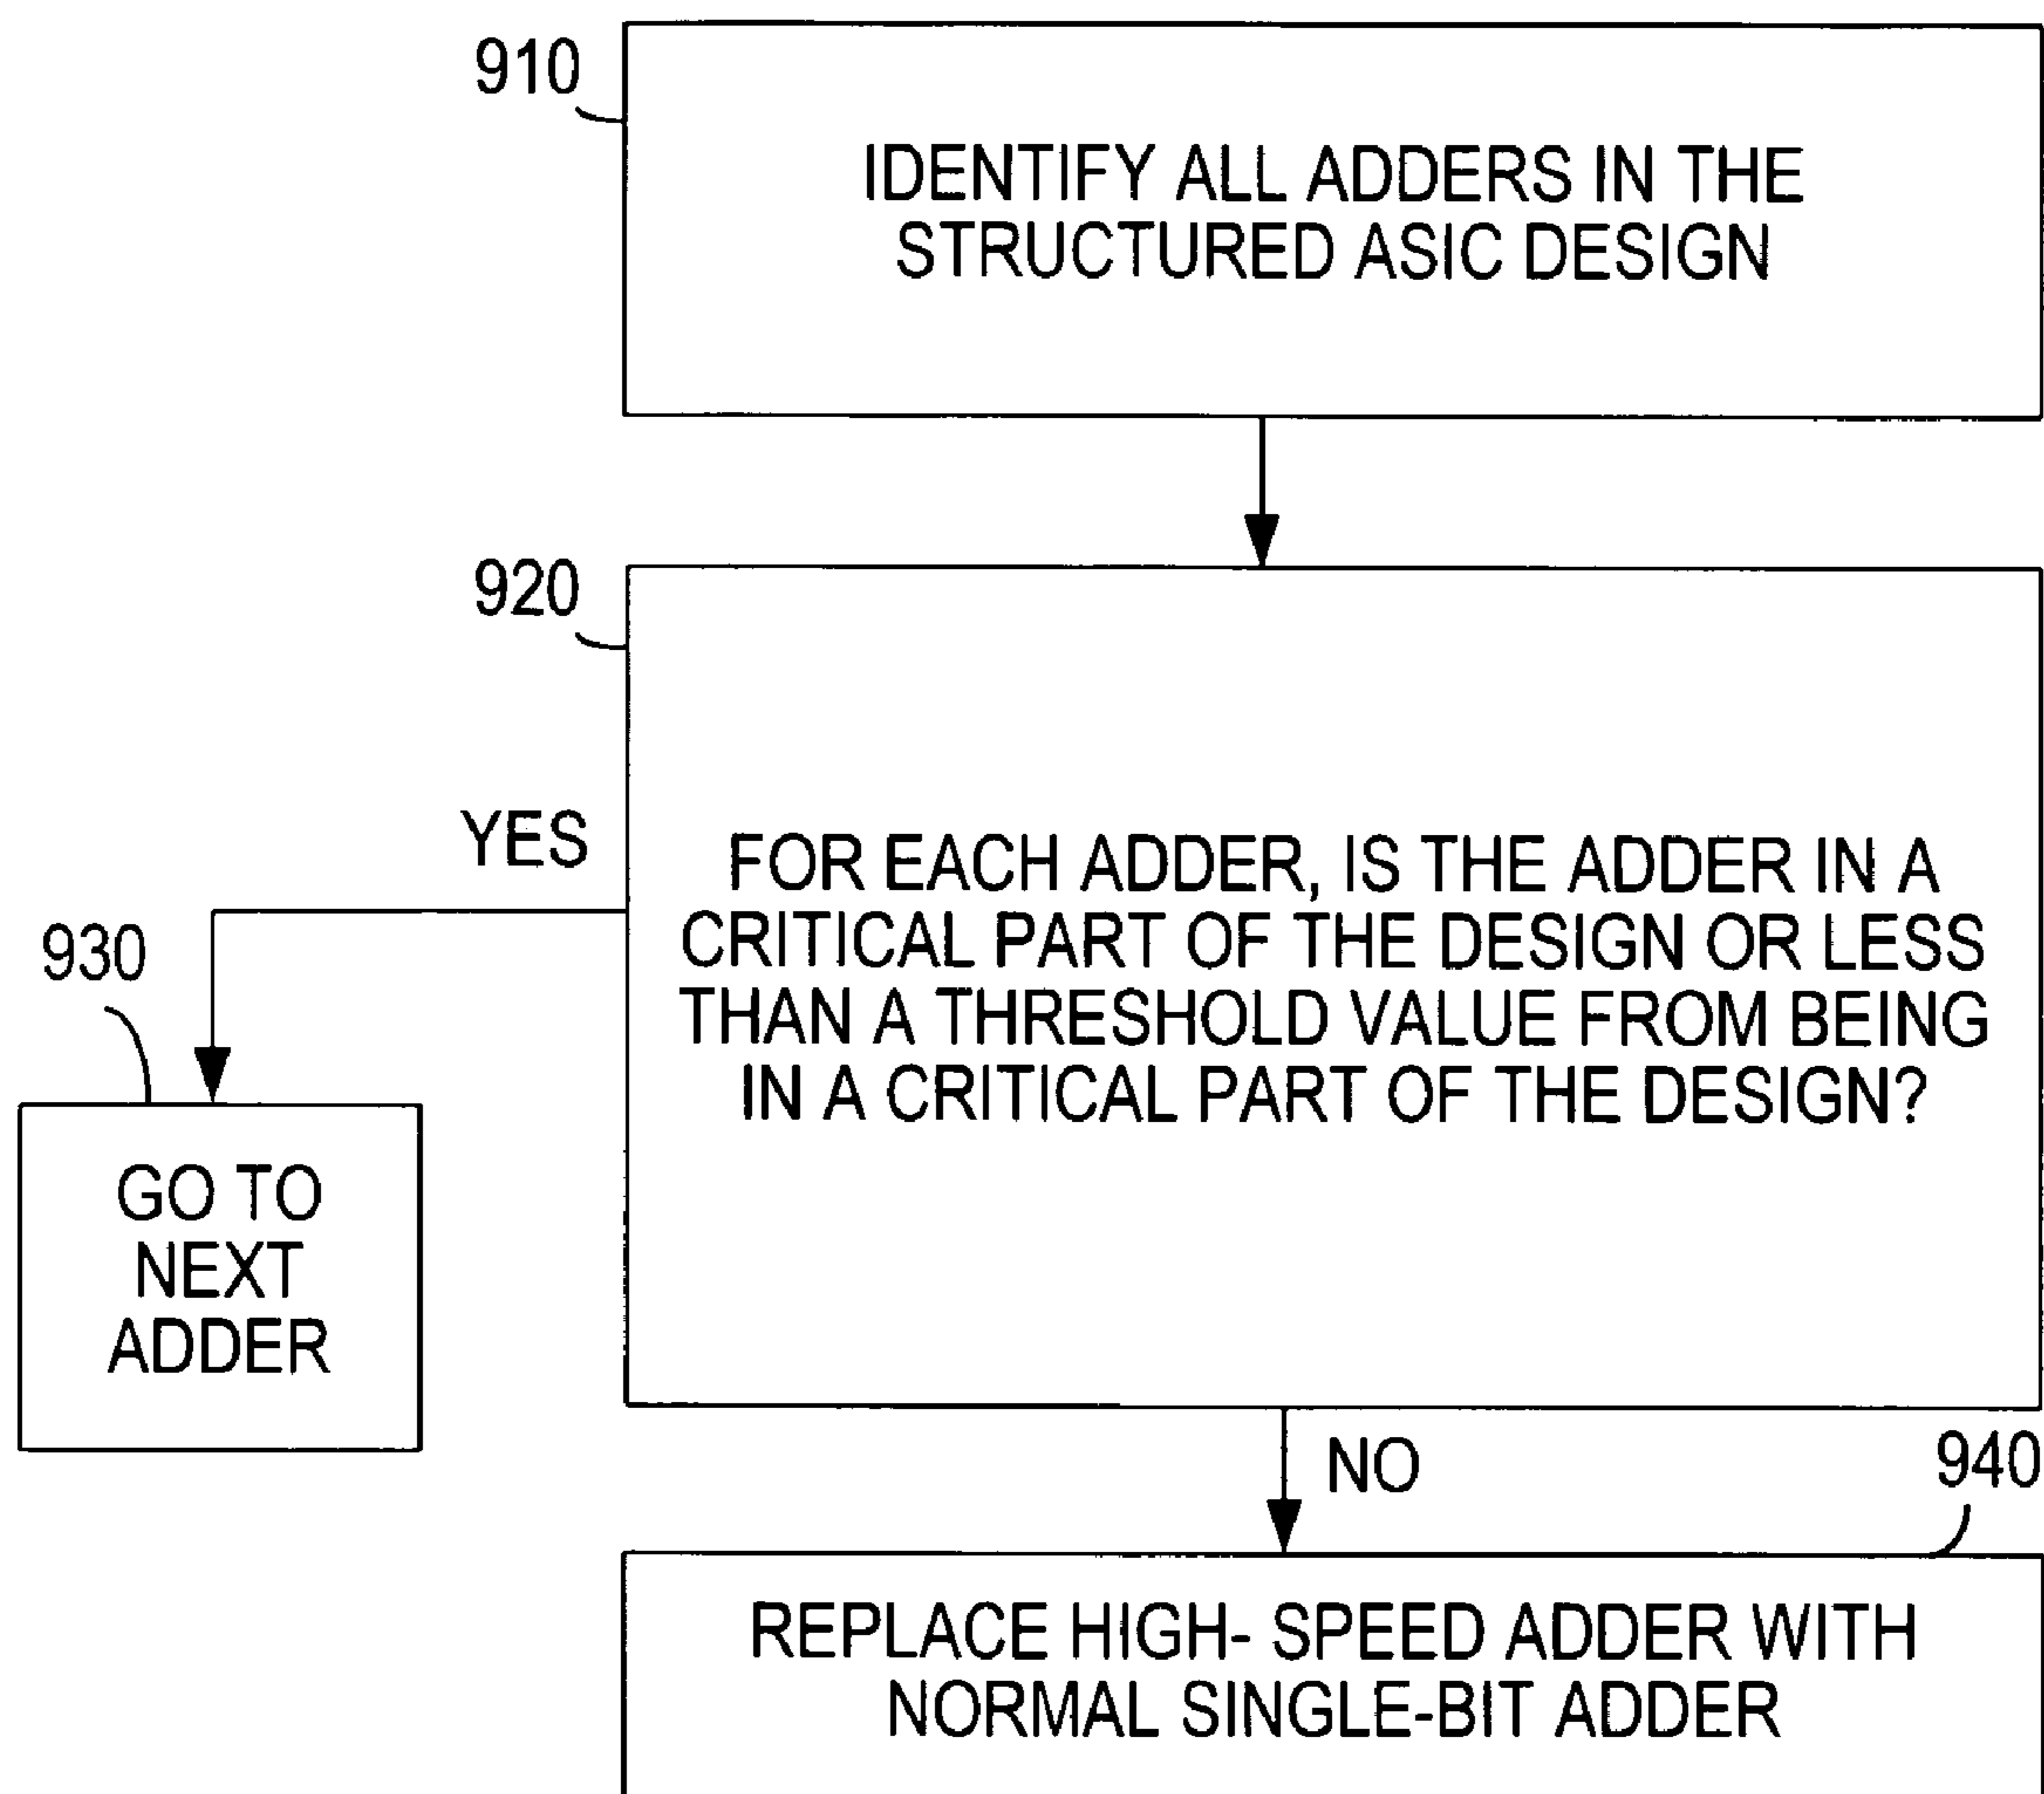 910
IDENTIFY ALL ADDERS IN THE
STRUCTURED ASIC DESIGN
920
YES
FOR EACH ADDER, IS THE ADDER IN A
CRITICAL PART OF THE DESIGN OR LESS
THAN A THRESHOLD VALUE FROM BEING
IN A CRITICAL PART OF THE DESIGN?
930
GO TO
NEXT
ADDER
NO
940
REPLACE HIGH- SPEED ADDER WITH
NORMAL SINGLE-BIT ADDER